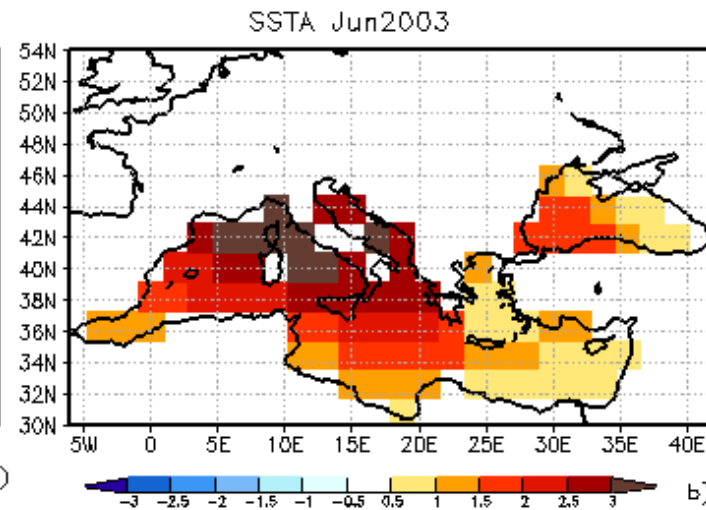 SSTA Jun2003
54N
52N
50N
48N
46N
44N
42N
40N
38N
36N
34N
32N
30N
5W 0 5E 10E 15E 20E 25E 30E 35E 40E
-3 -2.5 -2 -1.5 -1 -0.5 0.5 1 1.5 2 2.5 3
) b)